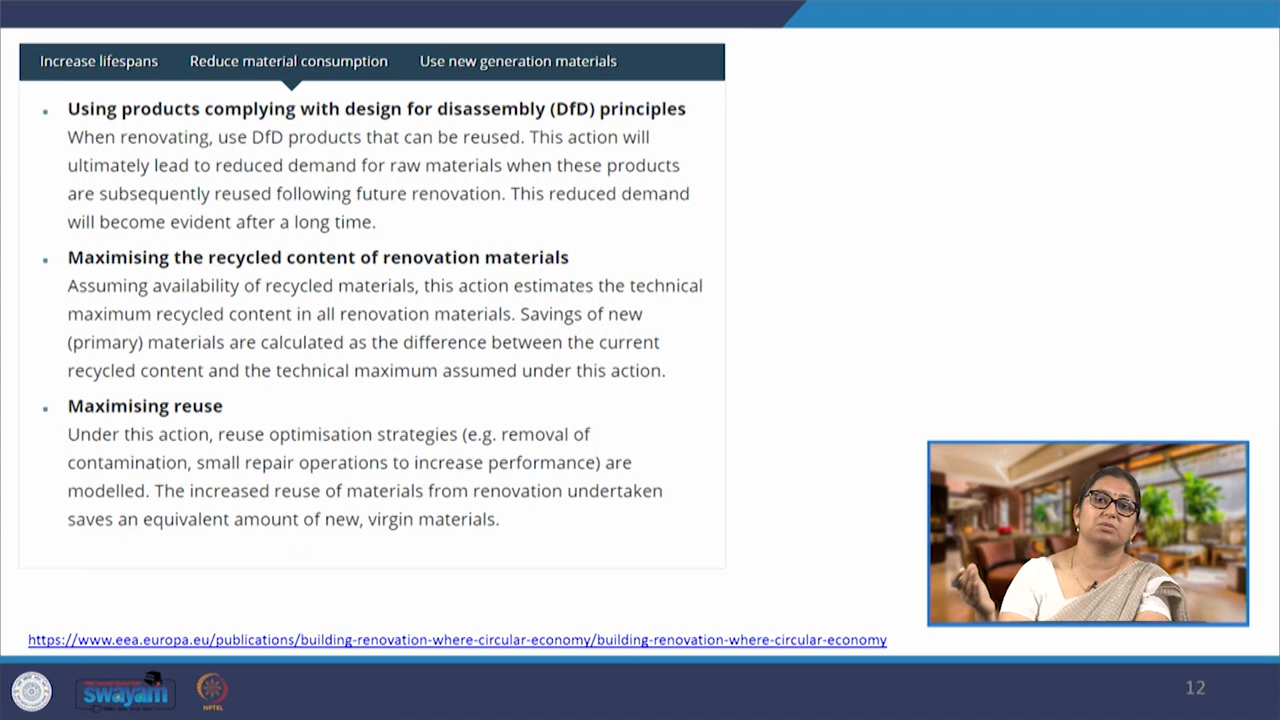 Increase lifespans Reduce material consumption Use new generation materials
Using products complying with design for disassembly (DfD) principles
When renovating, use DfD products that can be reused. This action will
ultimately lead to reduced demand for raw materials when these products
are subsequently reused following future renovation. This reduced demand
will become evident after a long time.
Maximising the recycled content of renovation materials
Assuming availability of recycled materials, this action estimates the technical
maximum recycled content in all renovation materials. Savings of new
(primary) materials are calculated as the difference between the current
recycled content and the technical maximum assumed under this action.
Maximising reuse
Under this action, reuse optimisation strategies (e.g. removal of
contamination, small repair operations to increase performance) are
modelled. The increased reuse of materials from renovation undertaken
saves an equivalent amount of new, virgin materials.
https://www.eea.europa.eu/publications/building-renovation-where-circular-economy/building-renovation-where-circular-economy
swayam
NPTEL
12